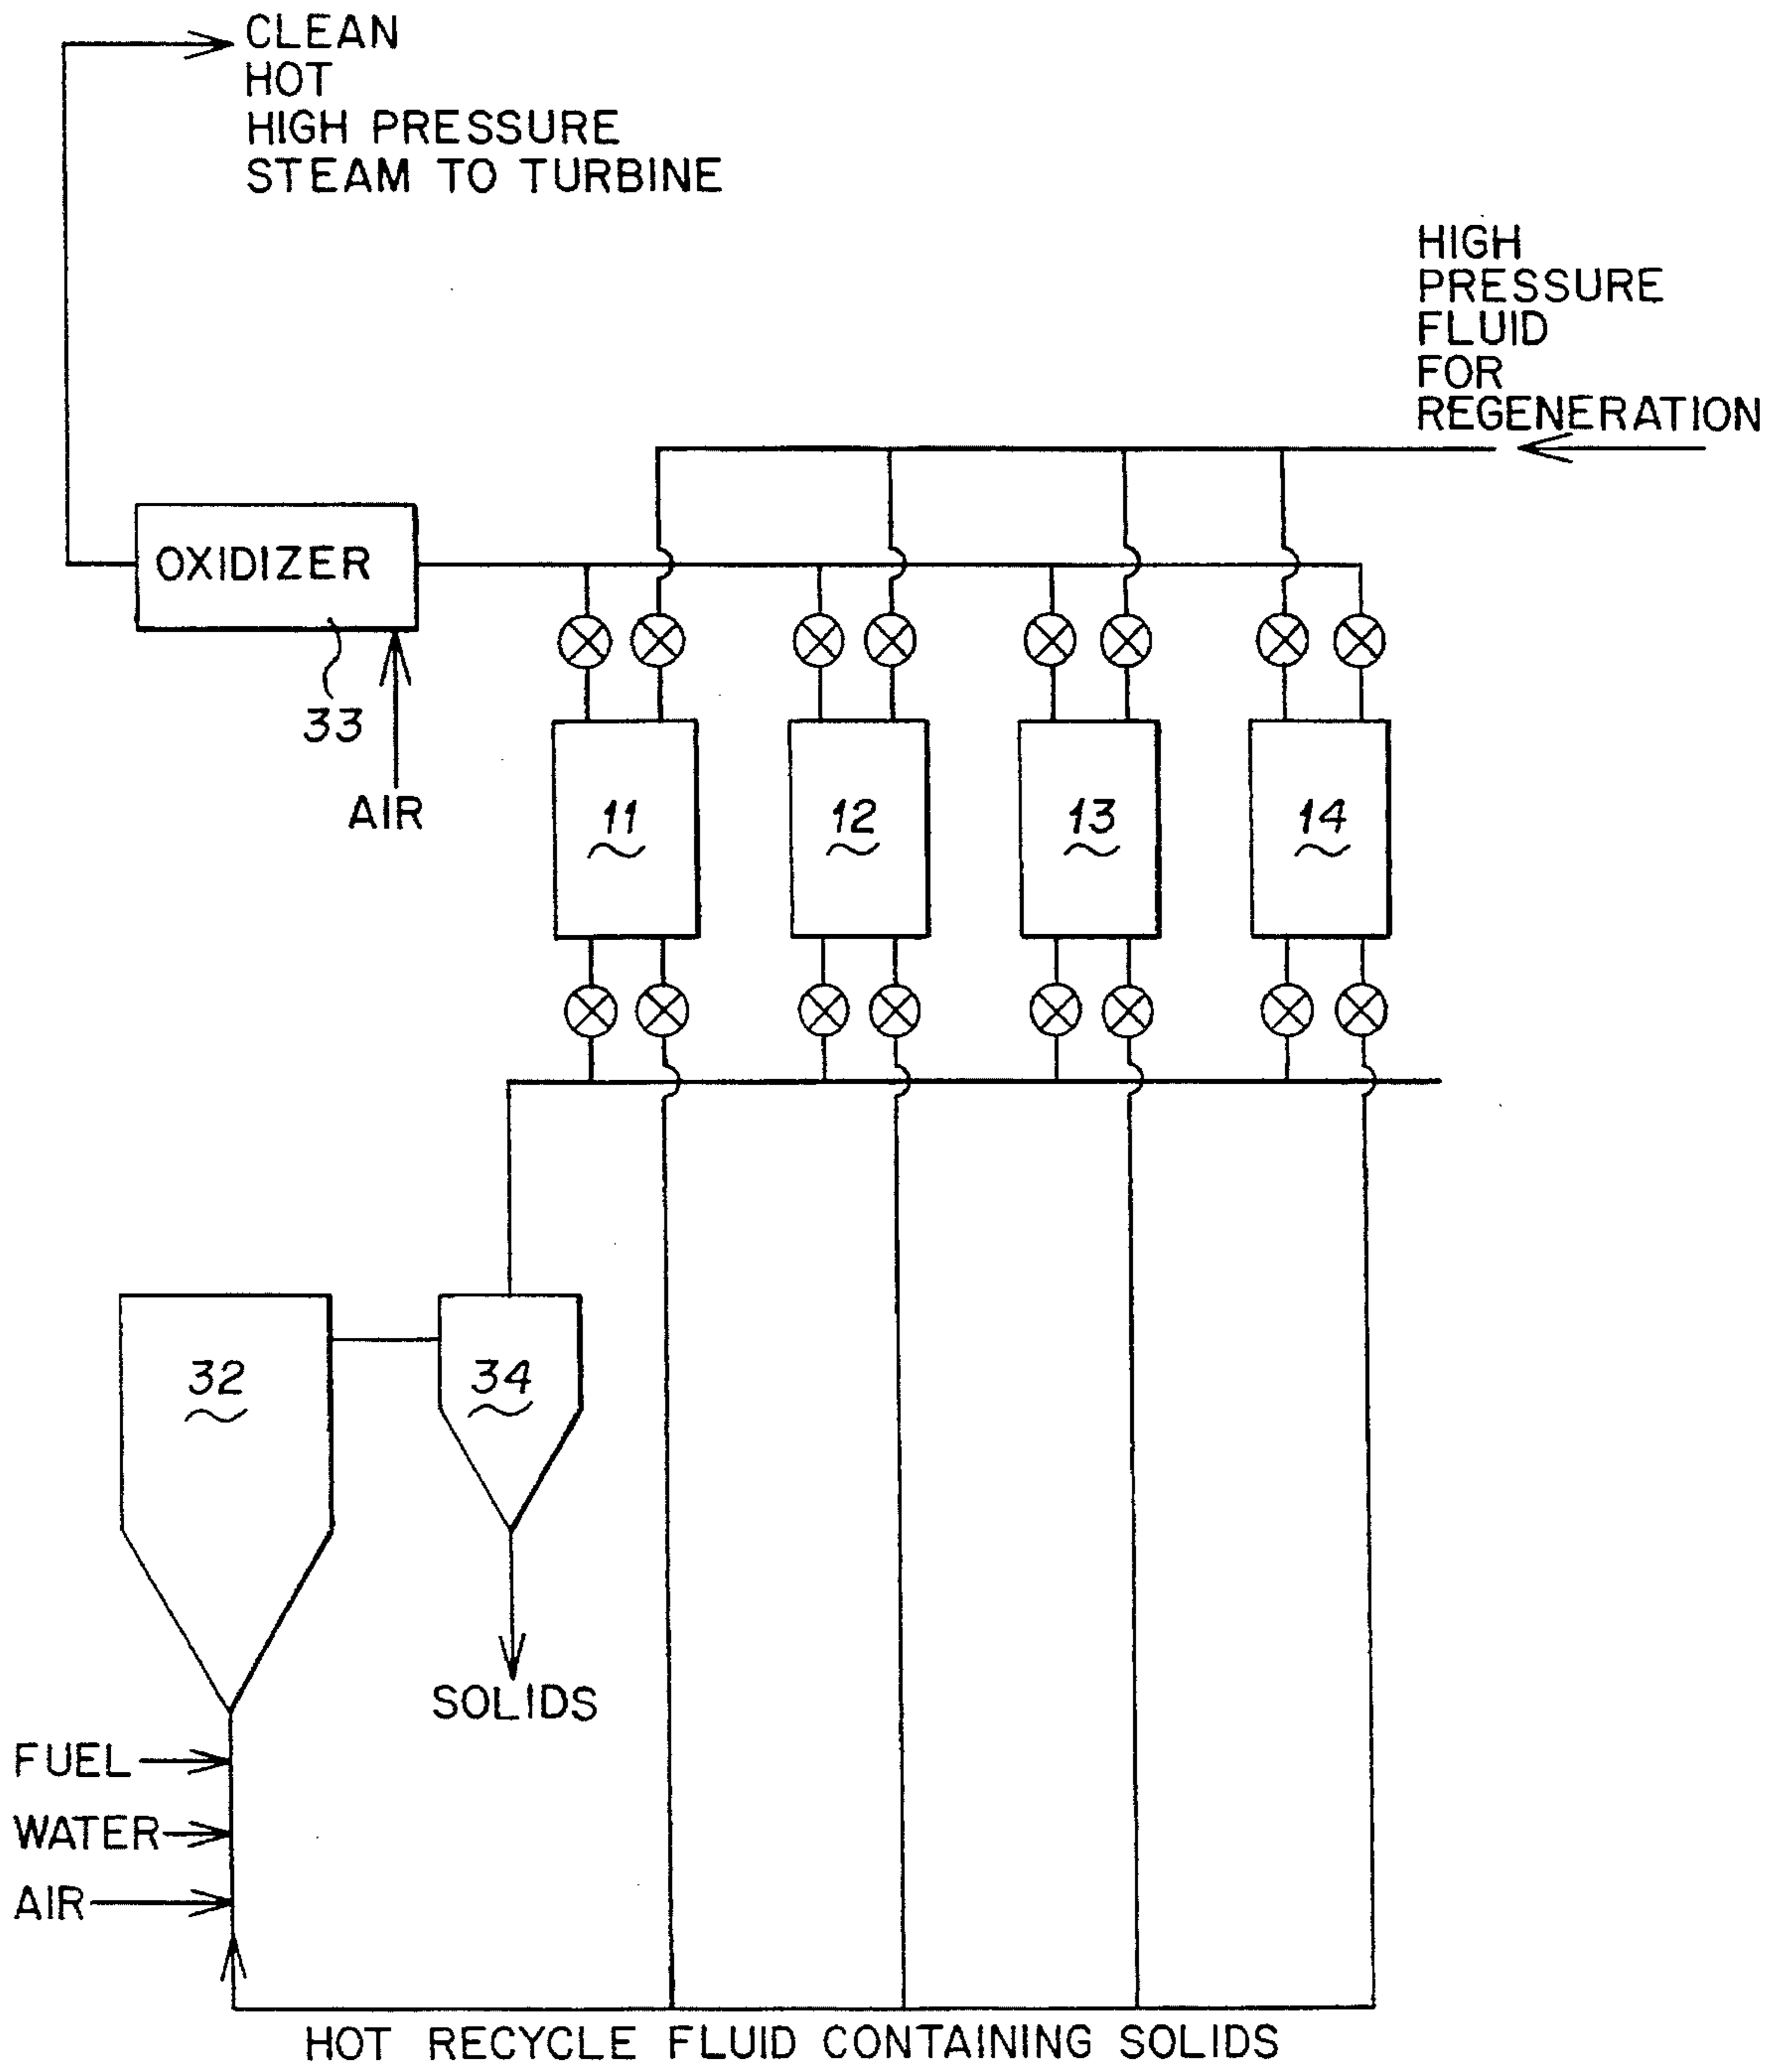 CLEAN
HOT
HIGH PRESSURE
STEAM TO TURBINE
HIGH
PRESSURE
FLUID
FOR
REGENERATION
OXIDIZER
33
AIR
11
12
13
14
32
34
SOLIDS
FUEL
WATER
AIR
HOT RECYCLE FLUID CONTAINING SOLIDS